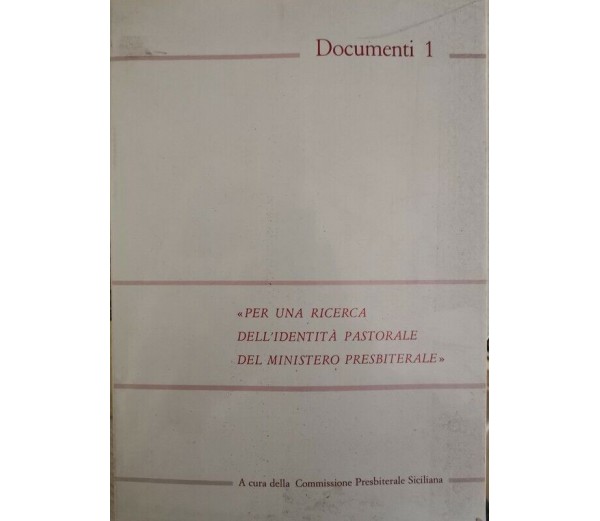 Documenti 1
«PER UNA RICERCA
DELL'IDENTITÀ PASTORALE
DEL MINISTERO PRESBITERALE»
A cura della Commissione Presbiterale Siciliana